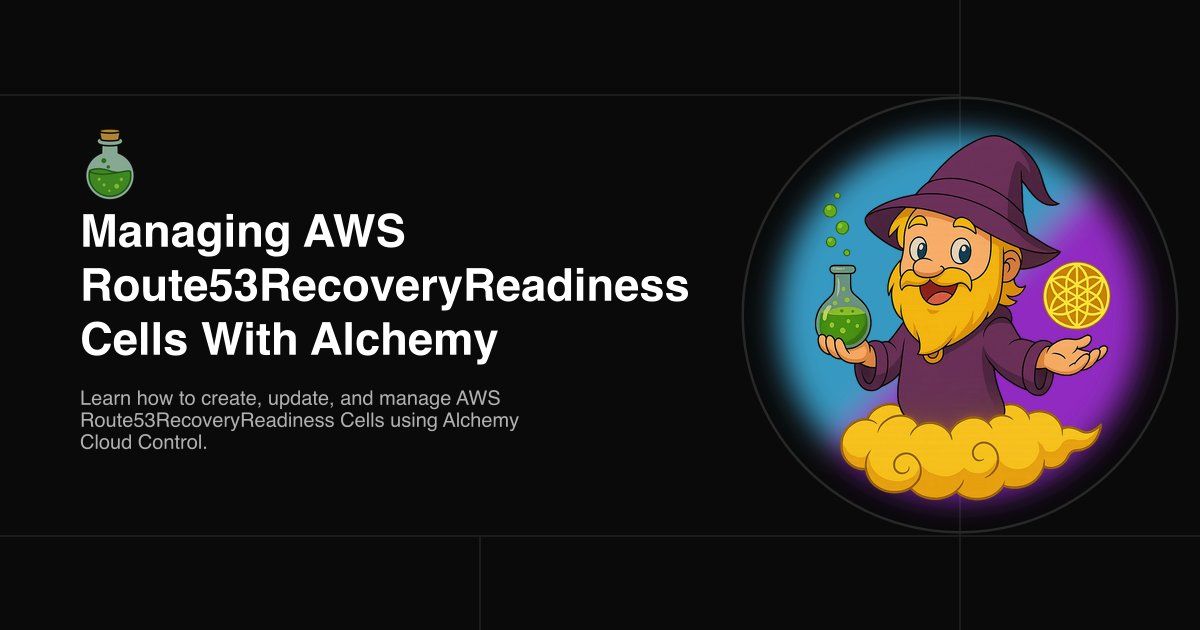 Managing AWS
Route53RecoveryReadiness
Cells With Alchemy
Learn how to create, update, and manage AWS
Route53RecoveryReadiness Cells using Alchemy
Cloud Control.